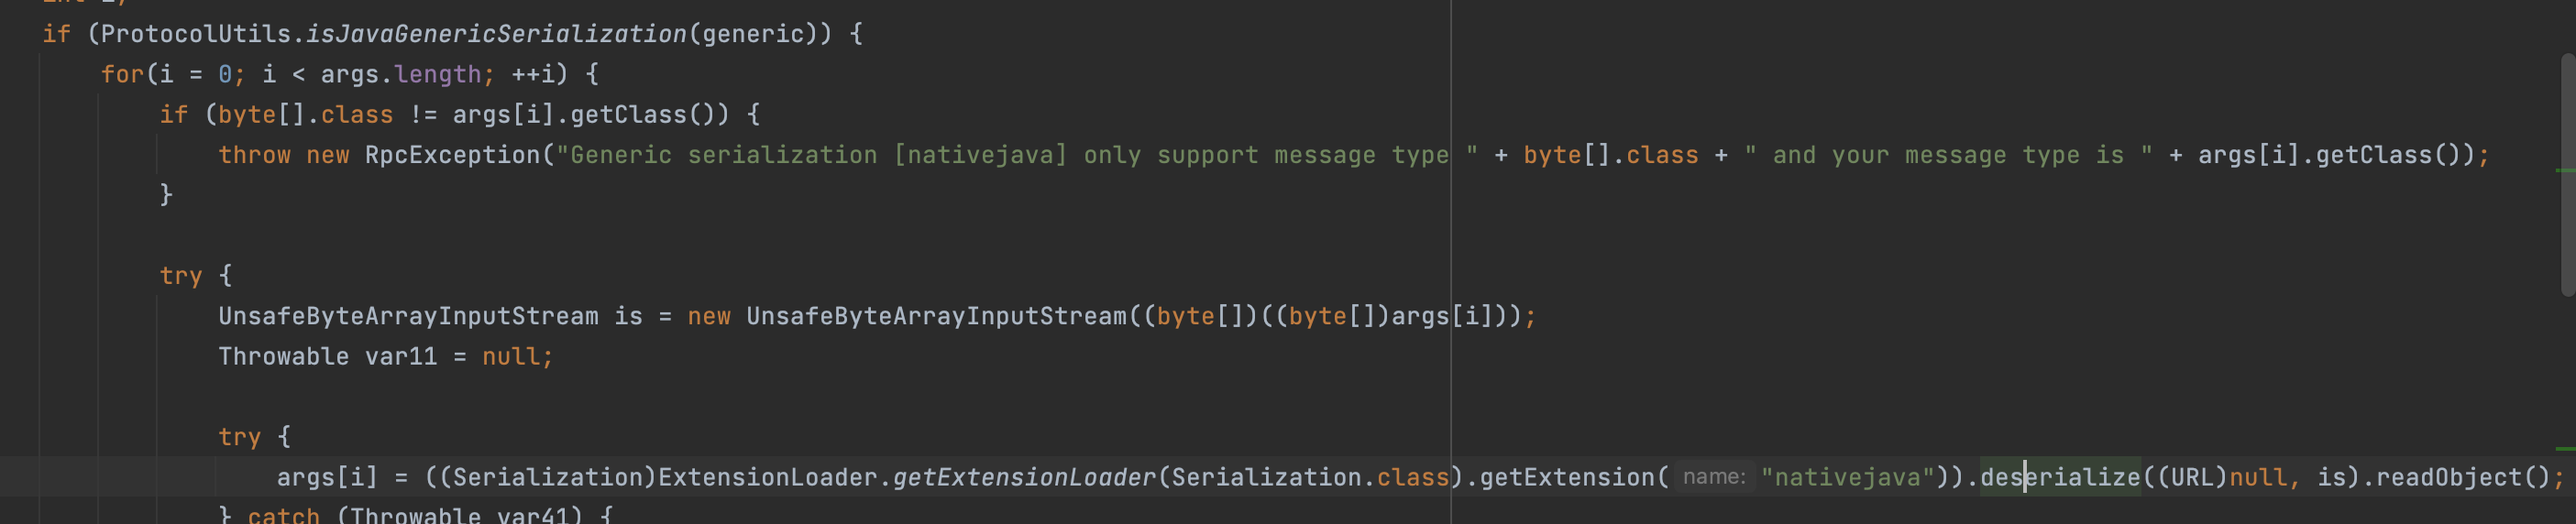 if (ProtocolUtils.isJavaGenericSerialization(generic)) {
for(i = 0; i < args.length; ++i) {
if (byte[].class != args[i].getClass()) {
throw new RpcException("Generic serialization [nativejava] only support message type " + byte[].class + " and your message type is " + args[i].getClass());
}
try {
UnsafeByteArrayInputStream is = new UnsafeByteArrayInputStream((byte[])((byte[])args[i]));
Throwable var11 = null;
try {
args[i] = ((Serialization)ExtensionLoader.getExtensionLoader(Serialization.class).getExtension( name: "nativejava")).deserialize((URL)null, is).readObject();
} catch (Throwable var41) {